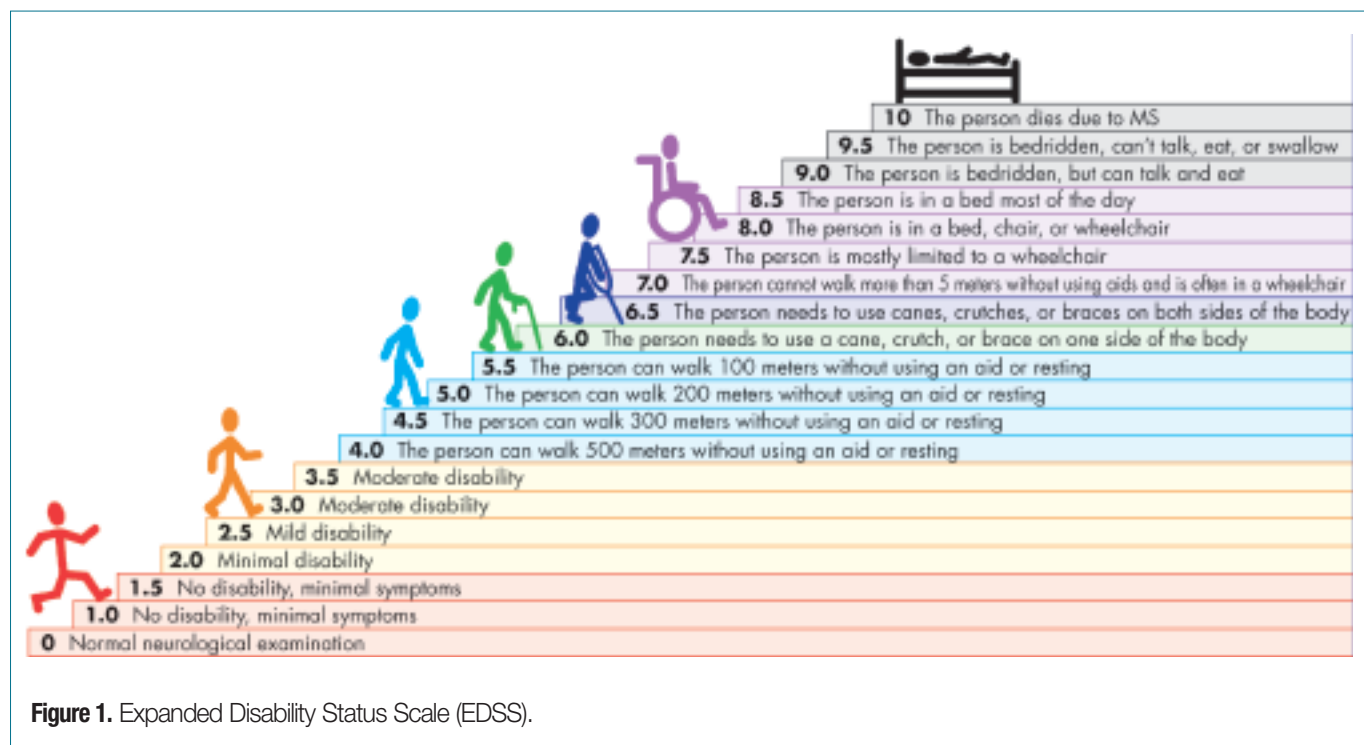 10 The person dies due to MS
9.5 The person is bedridden, can't talk, eat, or swallow
9.0 The person is bedridden, but can talk and eat
8.5 The person is in a bed most of the day
8.0 The person is in a bed, chair, or wheelchair
7.5 The person is mostly limited to a wheelchair
7.0 The person cannot walk more than 5 meters without using aids and is often in a wheelchair
6.5 The person needs to use canes, crutches, or braces on both sides of the body
6.0 The person needs to use a cane, crutch, or brace on one side of the body
5.5 The person can walk 100 meters without using an aid or resting
5.0 The person can walk 200 meters without using an aid or resting
4.5 The person can walk 300 meters without using an aid or resting
4.0 The person can walk 500 meters without using an aid or resting
3.5 Moderate disability
3.0 Moderate disability
2.5 Mild disability
2.0 Minimal disability
1.5 No disability, minimal symptoms
1.0 No disability, minimal symptoms
0 Normal neurological examination
Figure 1. Expanded Disability Status Scale (EDSS).